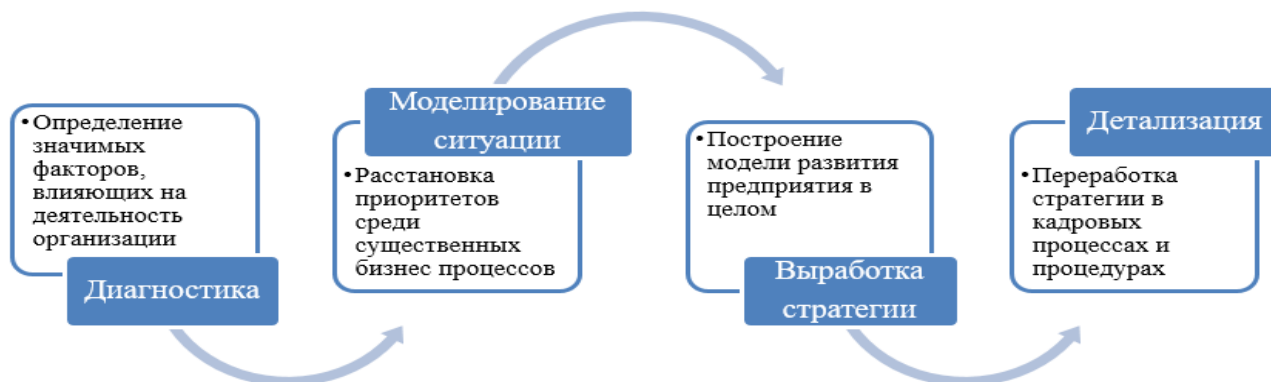 •Определение
значимых
факторов,
влияющих на
деятельность
организации
Диагностика
Моделирование
ситуации
•Расстановка
приоритетов
среди
существенных
бизнес процессов
•Построение
модели развития
предприятия в
целом
Выработка
стратегии
Детализация
•Переработка
стратегии в
кадровых
процессах и
процедурах